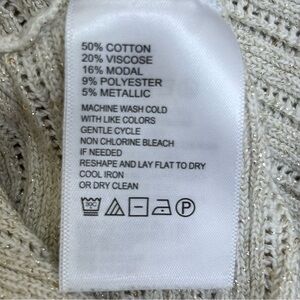 50% COTTON
20% VISCOSE
16% MODAL
9% POLYESTER
5% METALLIC
MACHINE WASH COLD
WITH LIKE COLORS
GENTLE CYCLE
NON CHLORINE BLEACH
IF NEEDED
RESHAPE AND LAY FLAT TO DRY
COOL IRON
OR DRY CLEAN
30C P